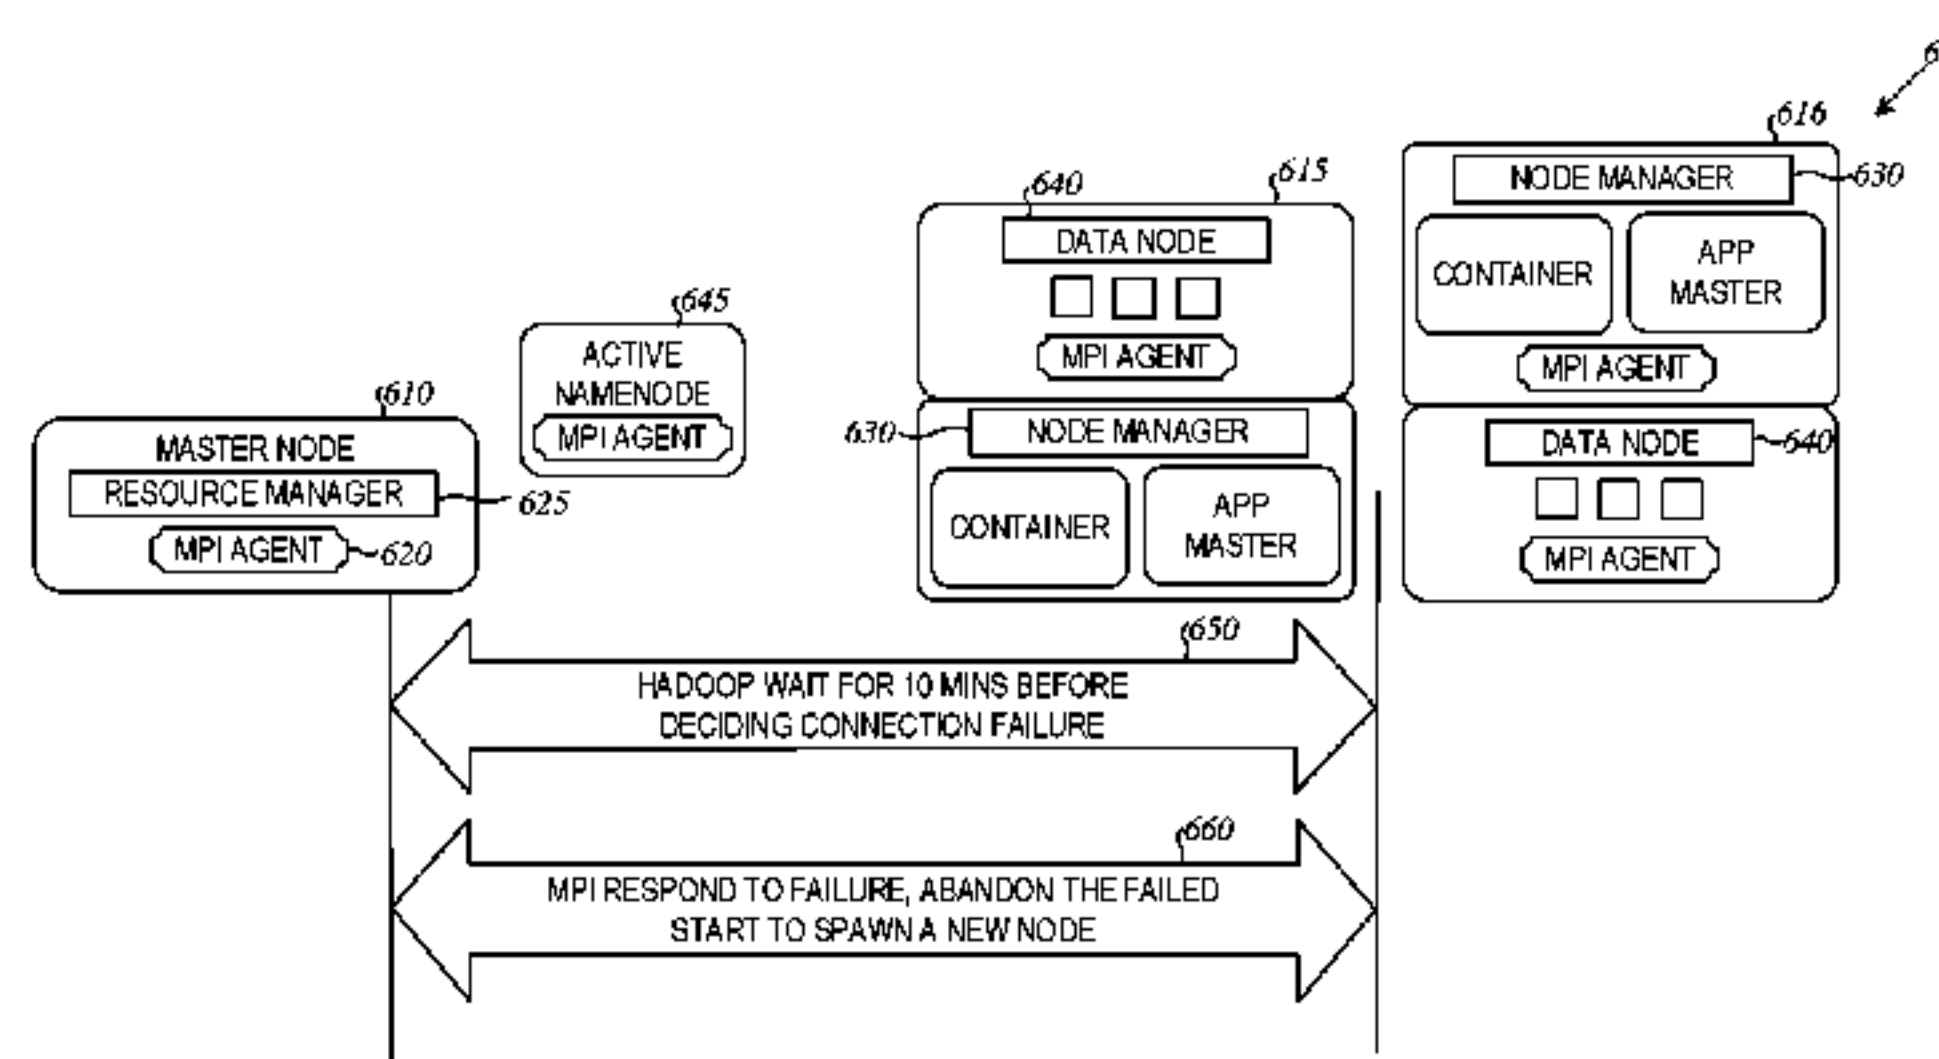 6
616
NODE MANAGER
630
CONTAINER
APP
MASTER
MPI AGENT
DATA NODE
640
MPI AGENT
615
640
DATA NODE
MPI AGENT
630
NODE MANAGER
CONTAINER
APP
MASTER
645
ACTIVE
NAMENODE
MPI AGENT
610
MASTER NODE
RESOURCE MANAGER
625
MPI AGENT
620
650
HADOOP WAIT FOR 10 MINS BEFORE
DECIDING CONNECTION FAILURE
660
MPI RESPOND TO FAILURE, ABANDON THE FAILED
START TO SPAWN A NEW NODE